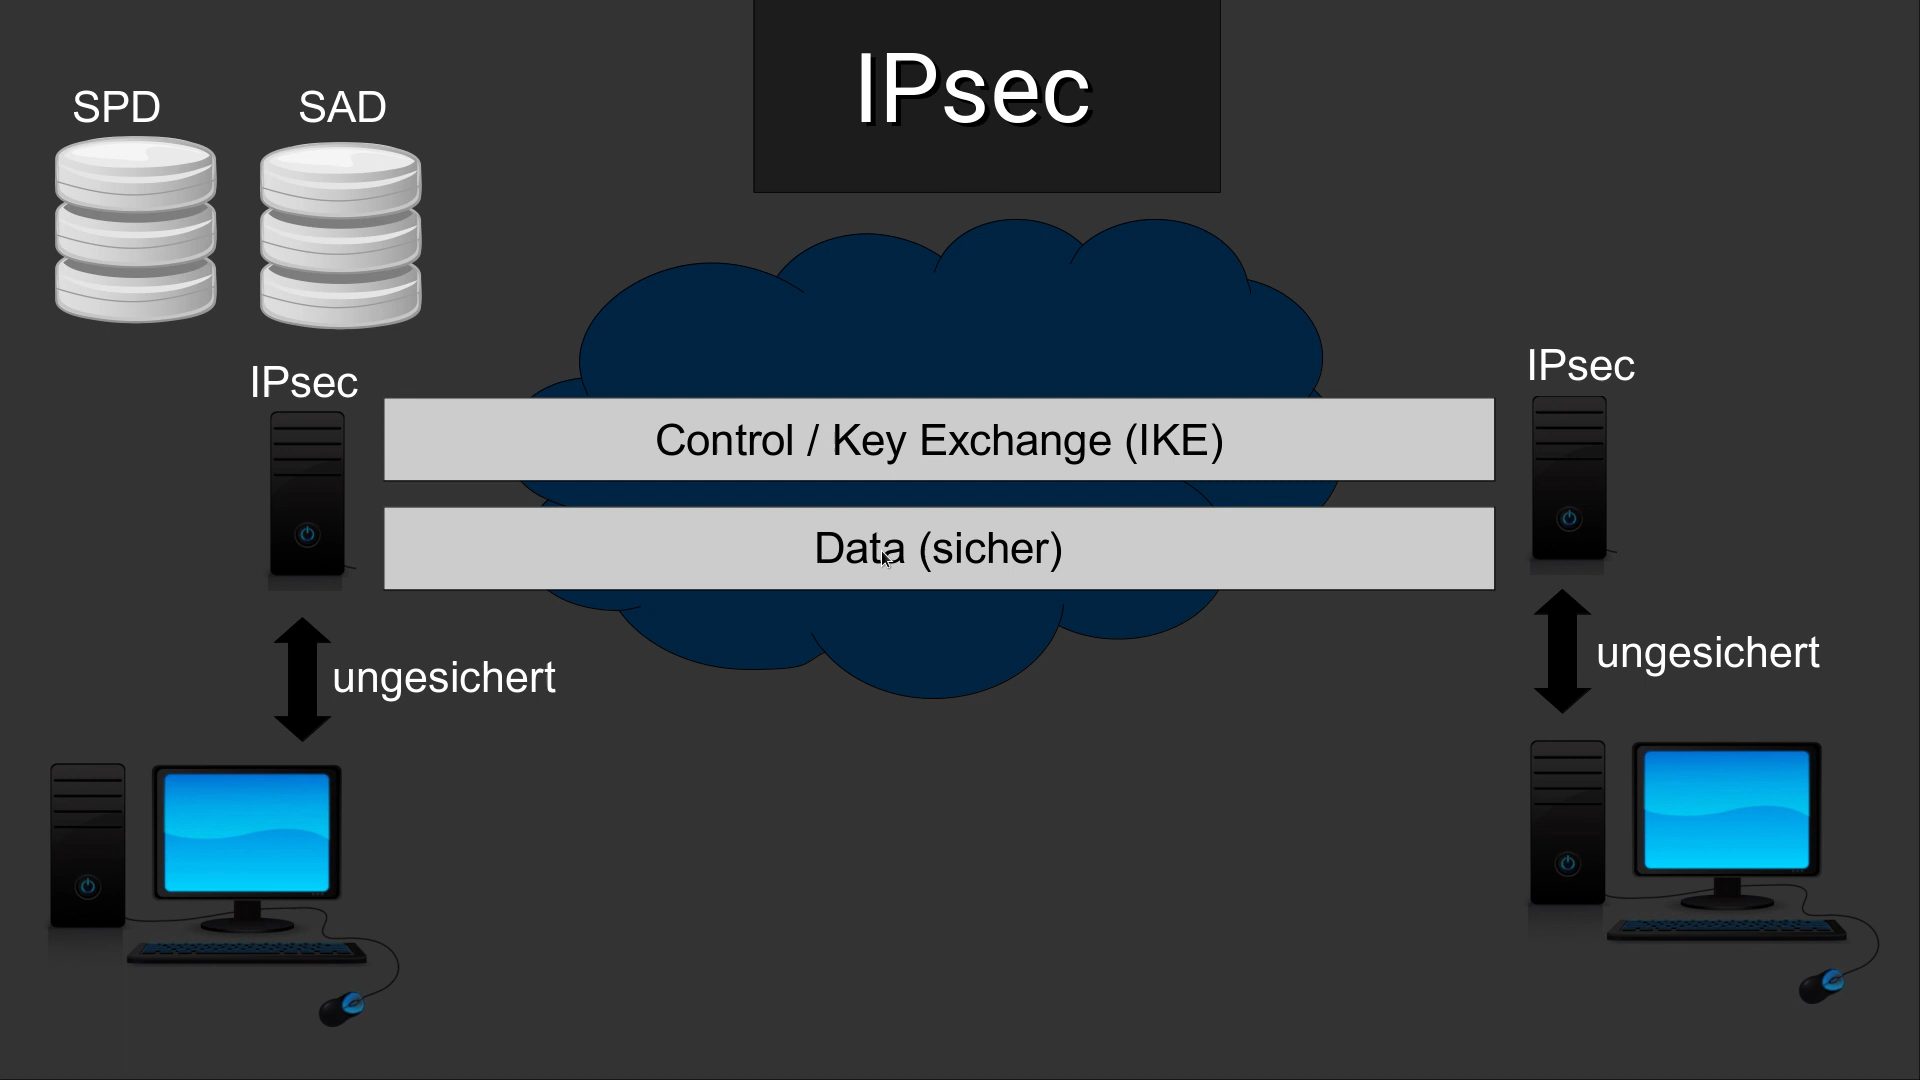 IPsec
SPD
SAD
IPsec
IPsec
Control / Key Exchange (IKE)
Data (sicher)
ungesichert
ungesichert